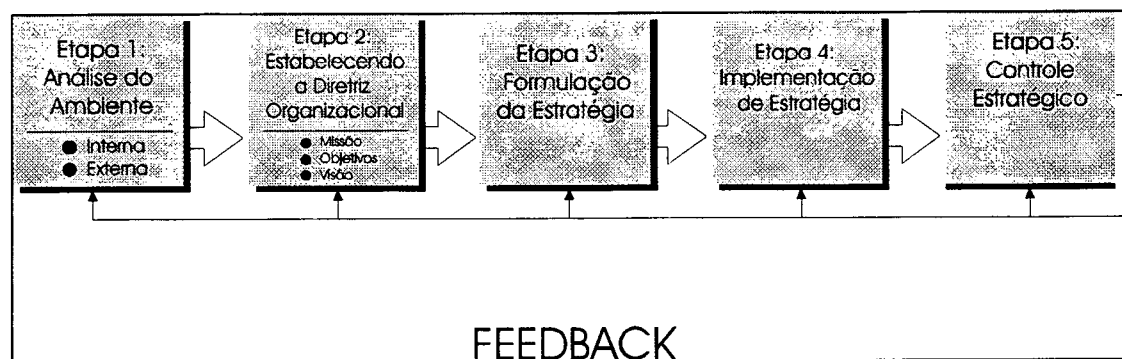 Etapa 1:
Análise do
Ambiente
Interna
Externa
Etapa 2:
Estabelecendo
a Diretriz
Organizacional
Missão
Objetivos
Visão
Etapa 3:
Formulação
da Estratégia
Etapa 4:
Implementação
de Estratégia
Etapa 5:
Controle
Estratégico
FEEDBACK